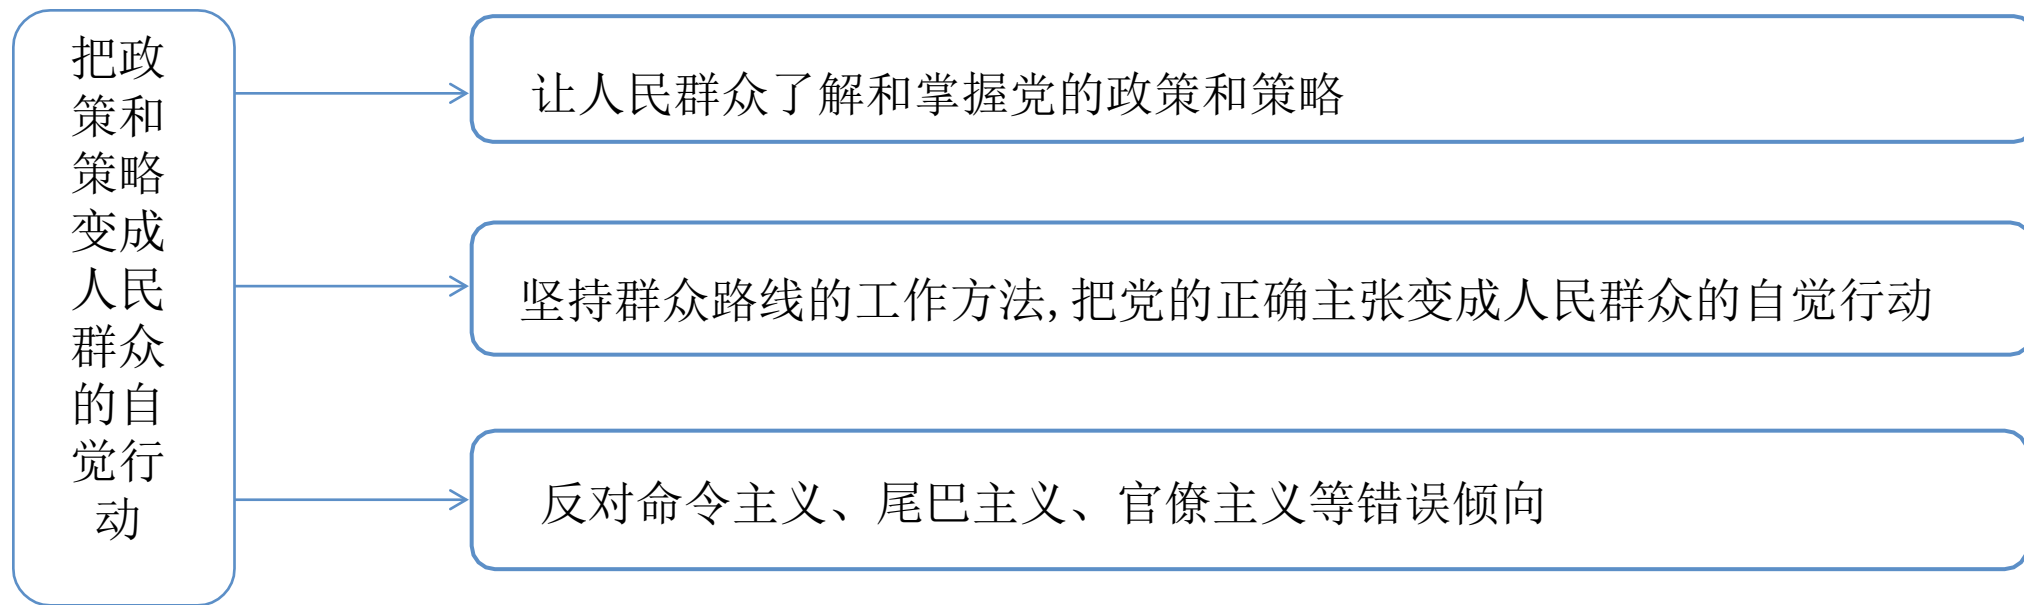 把政
策和
策略
变成
人民
群众
的自
觉行
动
让人民群众了解和掌握党的政策和策略
坚持群众路线的工作方法,把党的正确主张变成人民群众的自觉行动
反对命令主义、尾巴主义、官僚主义等错误倾向